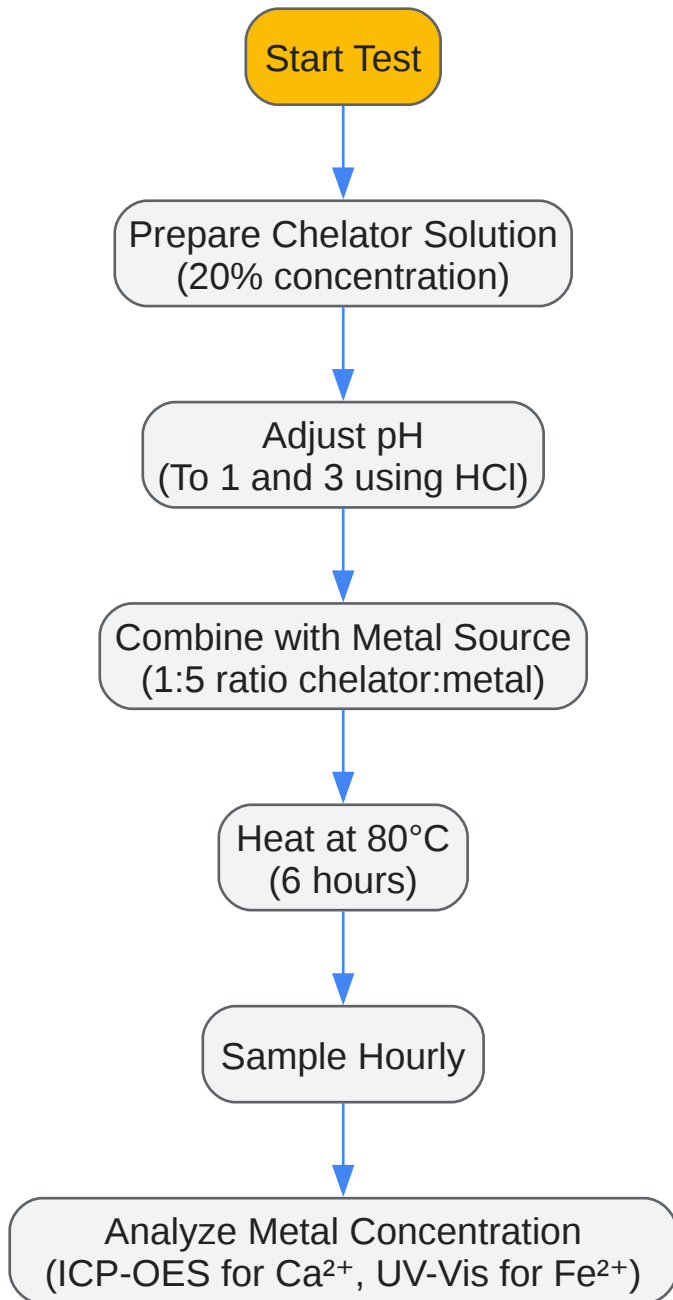 Start Test
Prepare Chelator Solution
(20% concentration)
Adjust pH
(To 1 and 3 using HCl)
Combine with Metal Source
(1:5 ratio chelator:metal)
Heat at 80°C
(6 hours)
Sample Hourly
Analyze Metal Concentration
(ICP-OES for Ca²⁺, UV-Vis for Fe²⁺)